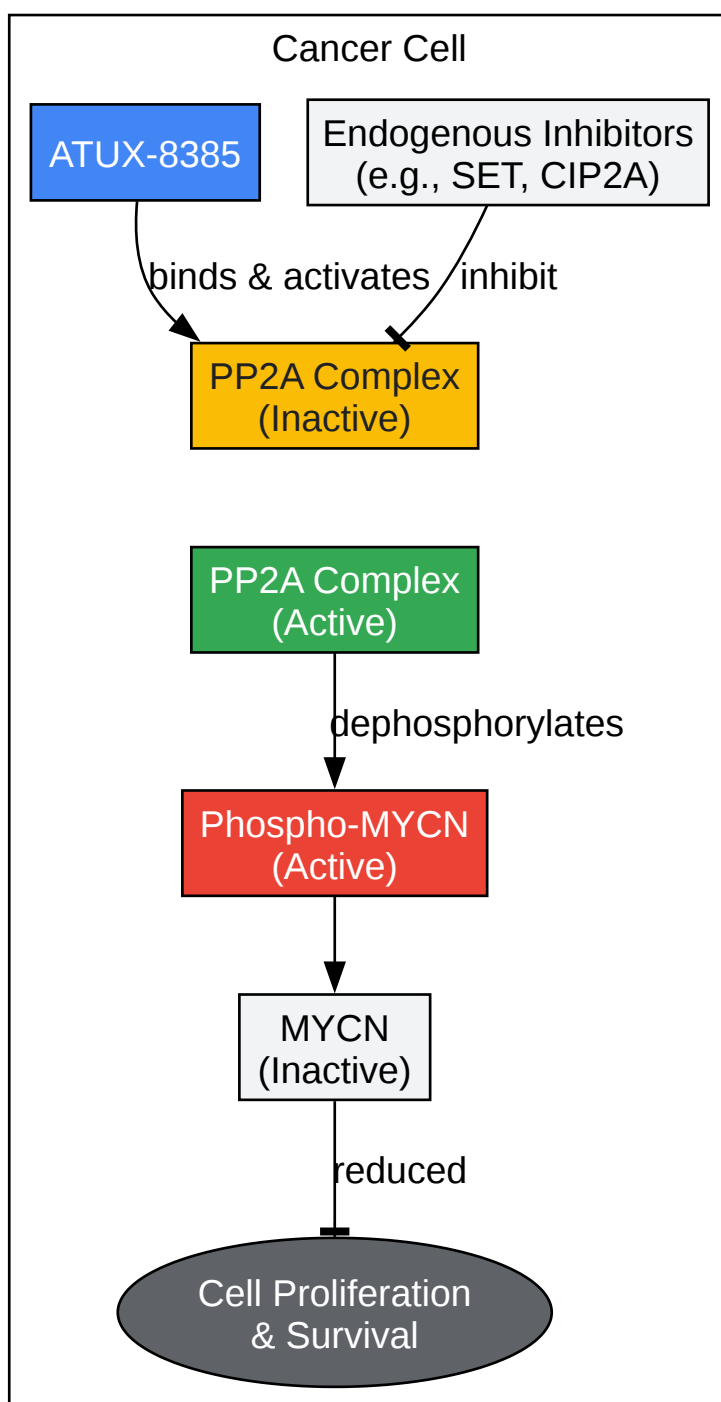 Cancer Cell
ATUX-8385
Endogenous Inhibitors
(e.g., SET, CIP2A)
binds & activates
inhibit
PP2A Complex
(Inactive)
PP2A Complex
(Active)
dephosphorylates
Phospho-MYCN
(Active)
MYCN
(Inactive)
reduced
Cell Proliferation
& Survival